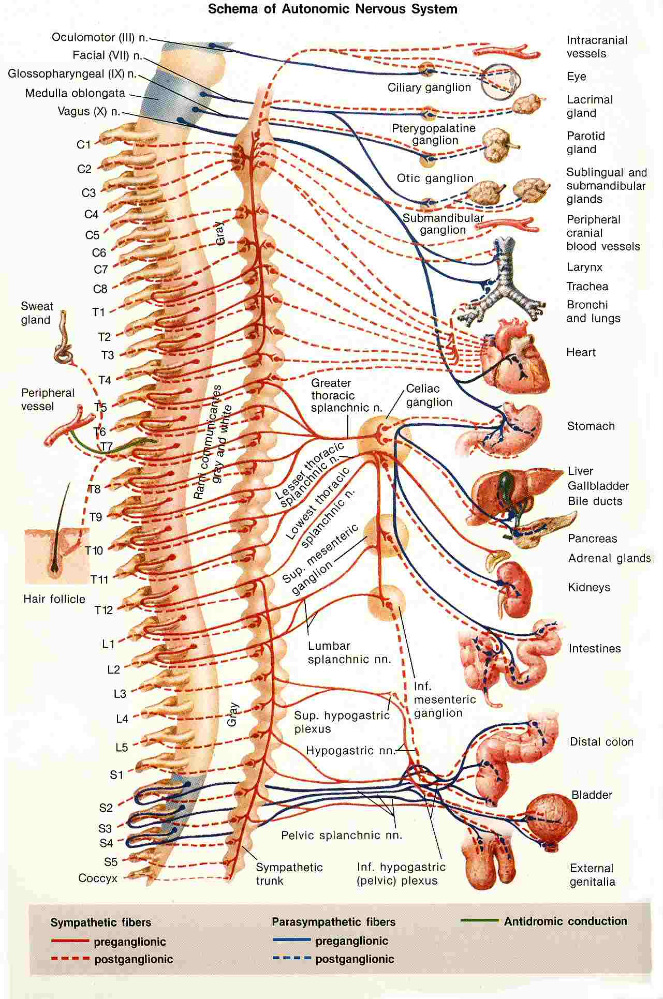 Schema of Autonomic Nervous System
Oculomotor (III) n.
Facial (VII) n.
Glossopharyngeal (IX) n.
Medulla oblongata
Vagus (X) n.
C1
C2
C3
C4
C5
C6
C7
C8
T1
T2
T3
T4
T5
T6
T7
T8
T9
T10
T11
T12
L1
L2
L3
L4
L5
S1
S2
S3
S4
S5
Coccyx
Sweat
gland
Peripheral
vessel
Hair follicle
Gray
Rami communicantes
gray and white
Gray
Ciliary ganglion
Pterygopalatine
ganglion
Otic ganglion
Submandibular
ganglion
Greater
thoracic
splanchnic n.
Celiac
ganglion
Lesser thoracic
splanchnic n.
Lowest thoracic
splanchnic n.
Sup. mesenteric
ganglion
Lumbar
splanchnic nn.
Inf.
mesenteric
ganglion
Sup. hypogastric
plexus
Hypogastric nn.
Pelvic splanchnic nn.
Sympathetic
trunk
Inf. hypogastric
(pelvic) plexus
Intracranial
vessels
Eye
Lacrimal
gland
Parotid
gland
Sublingual and
submandibular
glands
Peripheral
cranial
blood vessels
Larynx
Trachea
Bronchi
and lungs
Heart
Stomach
Liver
Gallbladder
Bile ducts
Pancreas
Adrenal glands
Kidneys
Intestines
Distal colon
Bladder
External
genitalia
Sympathetic fibers
preganglionic
postganglionic
Parasympathetic fibers
preganglionic
postganglionic
Antidromic conduction